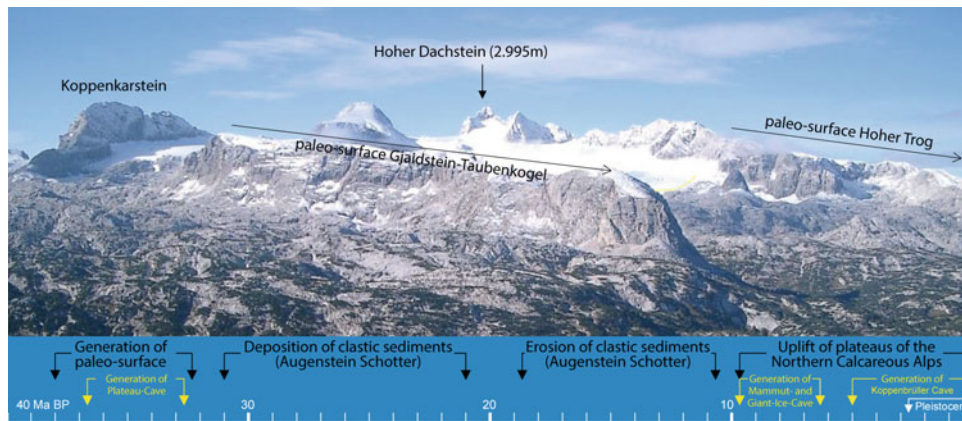 Hoher Dachstein (2.995m)
Koppenkarstein
paleo-surface Hoher Trog
paleo-surface Gjaidstein-Taubenkogel
Generation of
paleo-surface
Deposition of clastic sediments
(Augenstein Schotter)
Erosion of clastic sediments
(Augenstein Schotter)
Uplift of plateaus of the
Northern Calcareous Alps
Generation of
Plateau-Cave
Generation of
Mammut- and
Giant-Ice-Cave
Generation of
Koppenbrüller Cave
40 Ma BP
30
20
10